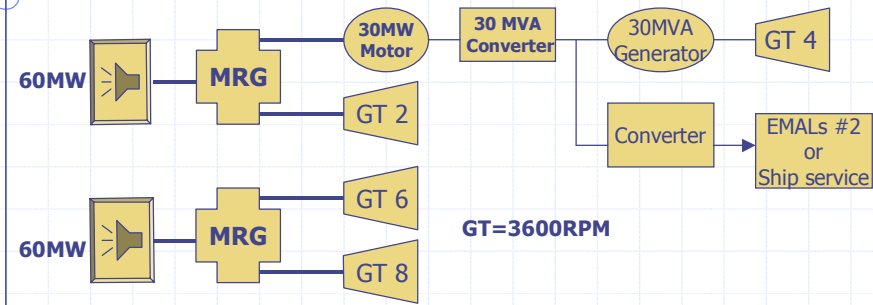 30MW
Motor
30 MVA
Converter
30MVA
Generator
GT 4
60MW
MRG
GT 2
Converter
EMALs #2
or
Ship service
GT 6
60MW
MRG
GT=3600RPM
GT 8